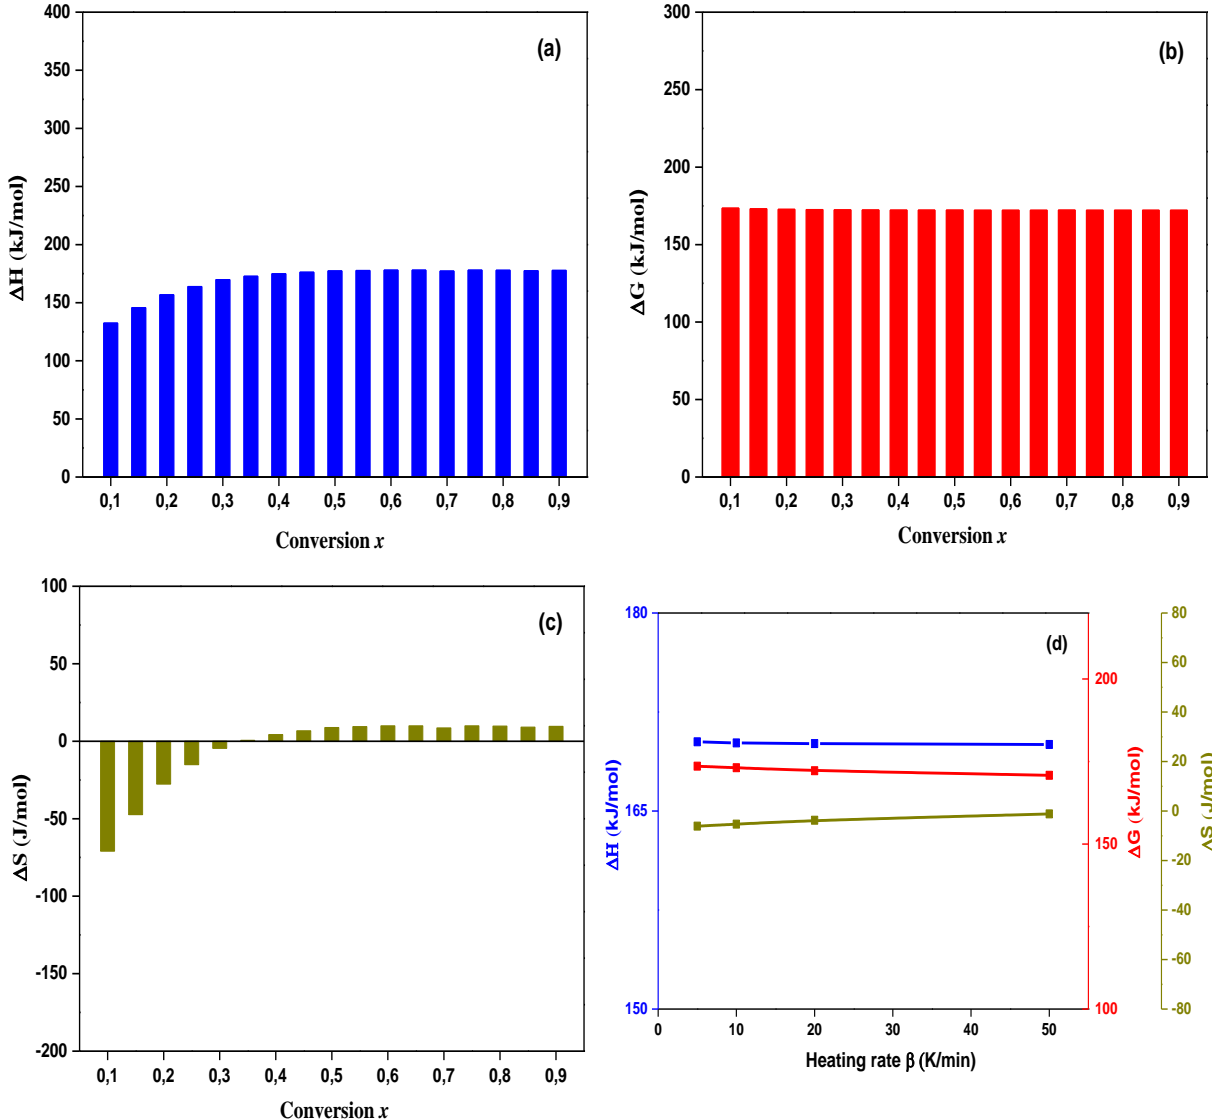 400
350
300
250
200
150
100
50
0
ΔH (kJ/mol)
(a)
0,1 0,2 0,3 0,4 0,5 0,6 0,7 0,8 0,9
Conversion x
300
250
200
150
100
50
0
ΔG (kJ/mol)
(b)
0,1 0,2 0,3 0,4 0,5 0,6 0,7 0,8 0,9
Conversion x
100
50
0
-50
-100
-150
-200
ΔS (J/mol)
(c)
0,1 0,2 0,3 0,4 0,5 0,6 0,7 0,8 0,9
Conversion x
180
165
150
ΔH (kJ/mol)
(d)
0 10 20 30 40 50
Heating rate β (K/min)
200
150
100
ΔG (kJ/mol)
80
60
40
20
0
-20
-40
-60
-80
ΔS (J/mol)